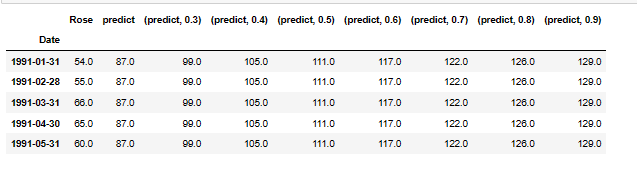 Rose predict (predict, 0.3) (predict, 0.4) (predict, 0.5) (predict, 0.6) (predict, 0.7) (predict, 0.8) (predict, 0.9)
Date
1991-01-31 54.0 87.0 99.0 105.0 111.0 117.0 122.0 126.0 129.0
1991-02-28 55.0 87.0 99.0 105.0 111.0 117.0 122.0 126.0 129.0
1991-03-31 66.0 87.0 99.0 105.0 111.0 117.0 122.0 126.0 129.0
1991-04-30 65.0 87.0 99.0 105.0 111.0 117.0 122.0 126.0 129.0
1991-05-31 60.0 87.0 99.0 105.0 111.0 117.0 122.0 126.0 129.0